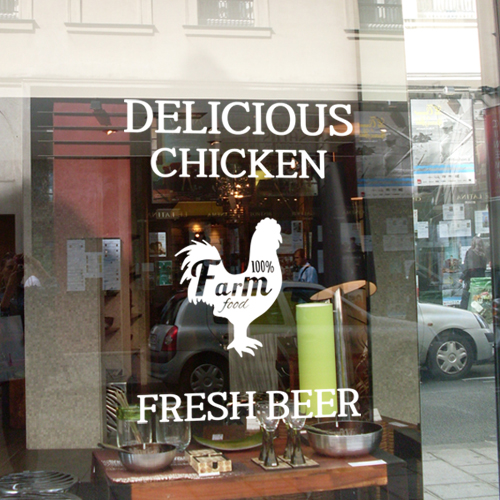 DELICIOUS
CHICKEN
100%
Farm
food
FRESH BEER